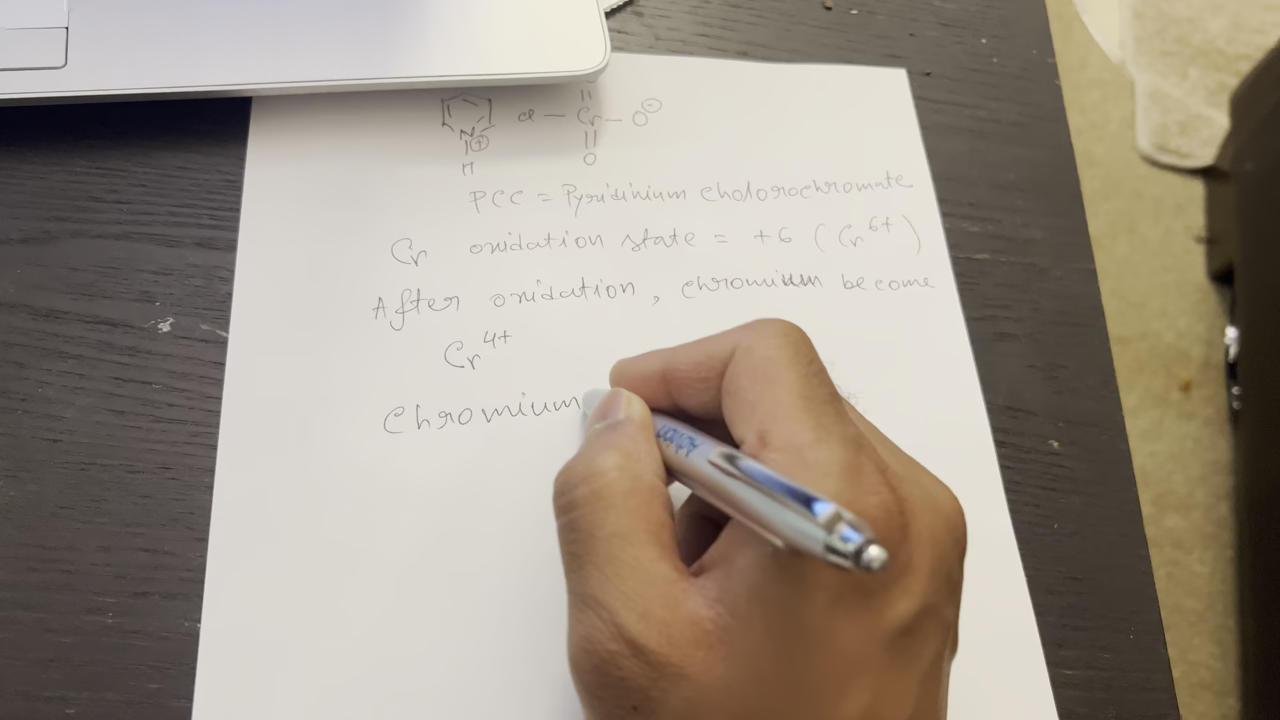 N
⊕
H
Cl — Cr — O⊖
O
PCC = Pyridinium cholorochromate
Cr oxidation state = +6 (Cr6+)
After oxidation, chromium become
Cr4+
Chromium